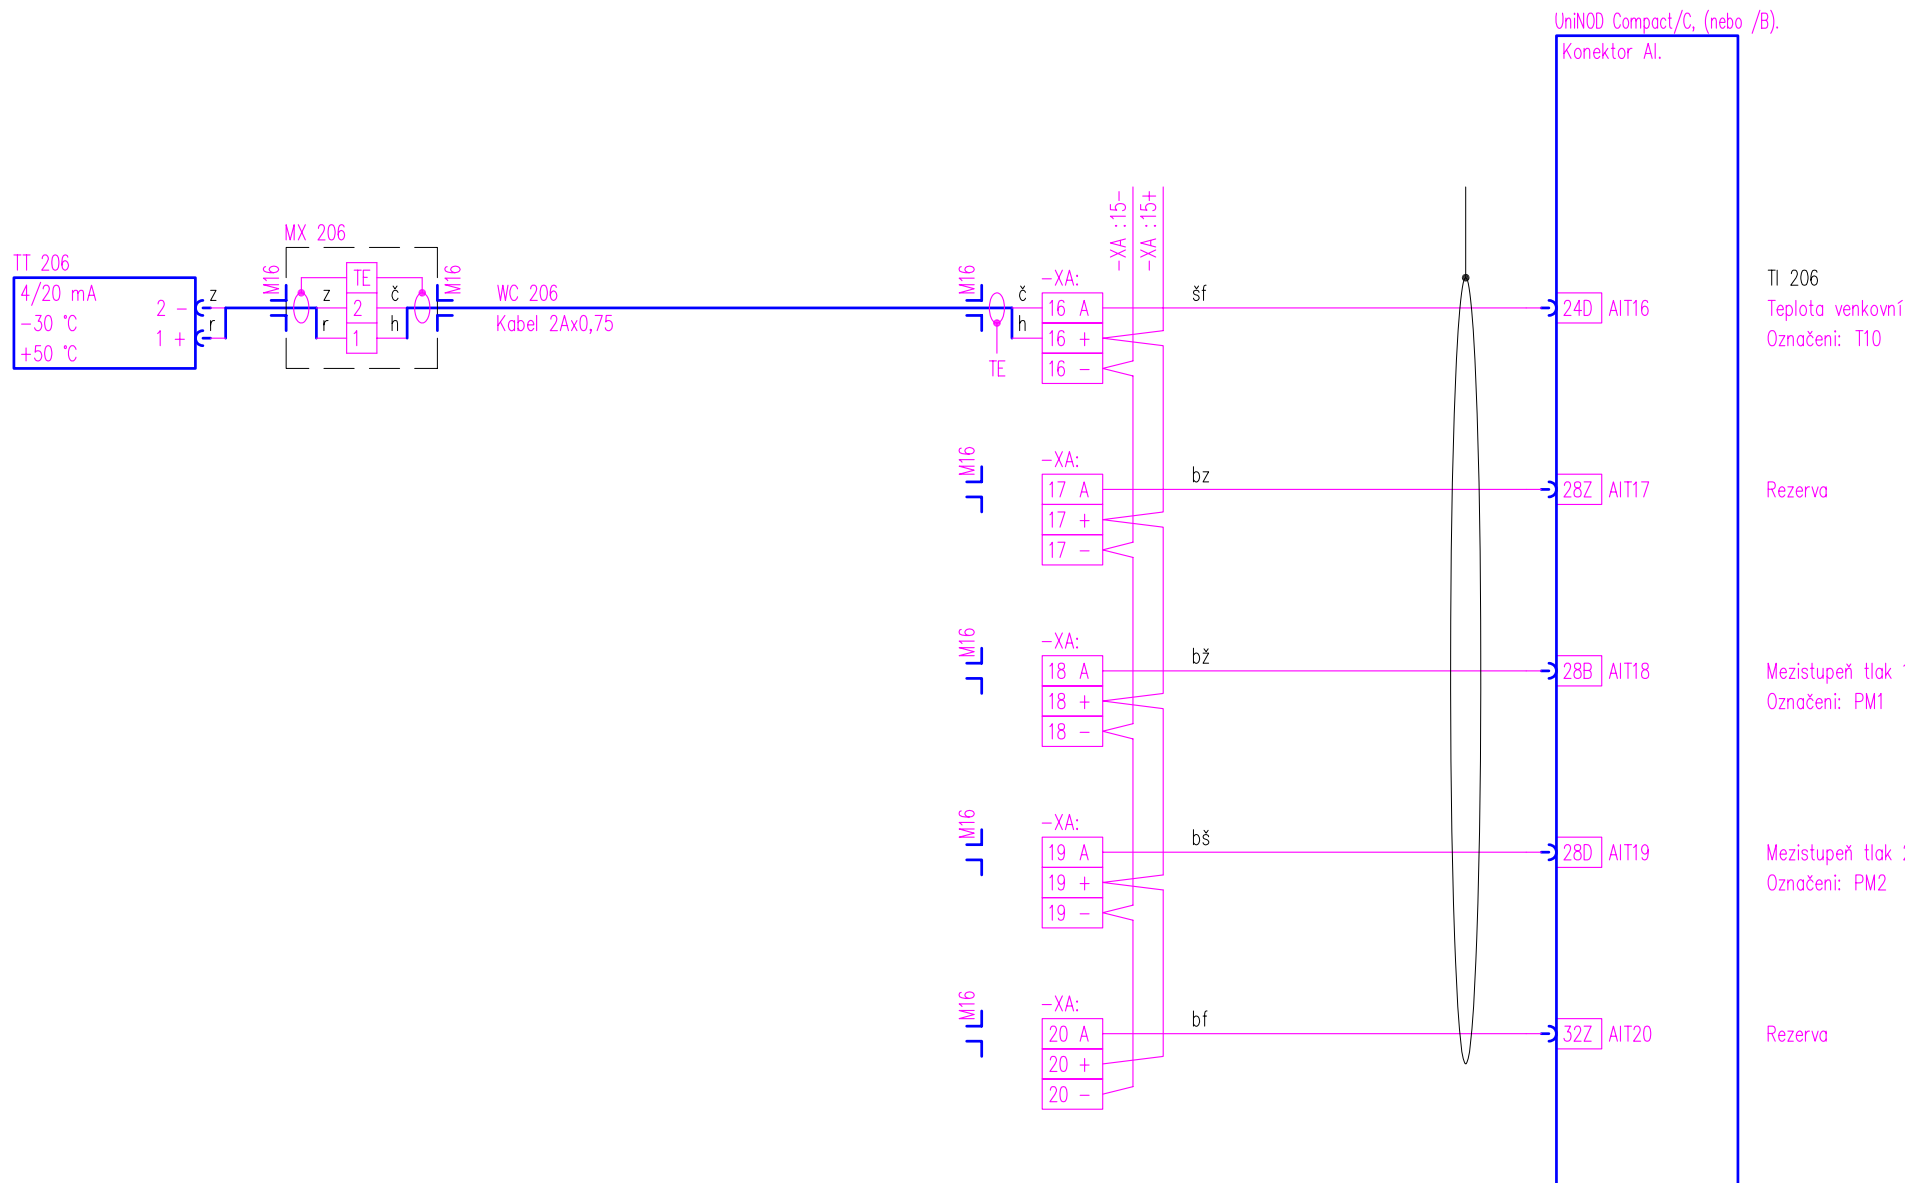 UniNOD Compact/C, (nebo /B).
Konektor AI.
-XA :15-
-XA :15+
MX 206
TT 206
4/20 mA
-30 °C
+50 °C
2 -
1 +
z
r
M16
z
r
TE
2
1
č
h
M16
WC 206
Kabel 2Ax0,75
M16
č
h
TE
-XA:
16 A
16 +
16 -
šf
24D AIT16
TI 206
Teplota venkovní
Označeni: T10
M16
-XA:
17 A
17 +
17 -
bz
28Z AIT17
Rezerva
M16
-XA:
18 A
18 +
18 -
bž
28B AIT18
Mezistupeň tlak
Označeni: PM1
M16
-XA:
19 A
19 +
19 -
bš
28D AIT19
Mezistupeň tlak
Označeni: PM2
M16
-XA:
20 A
20 +
20 -
bf
32Z AIT20
Rezerva